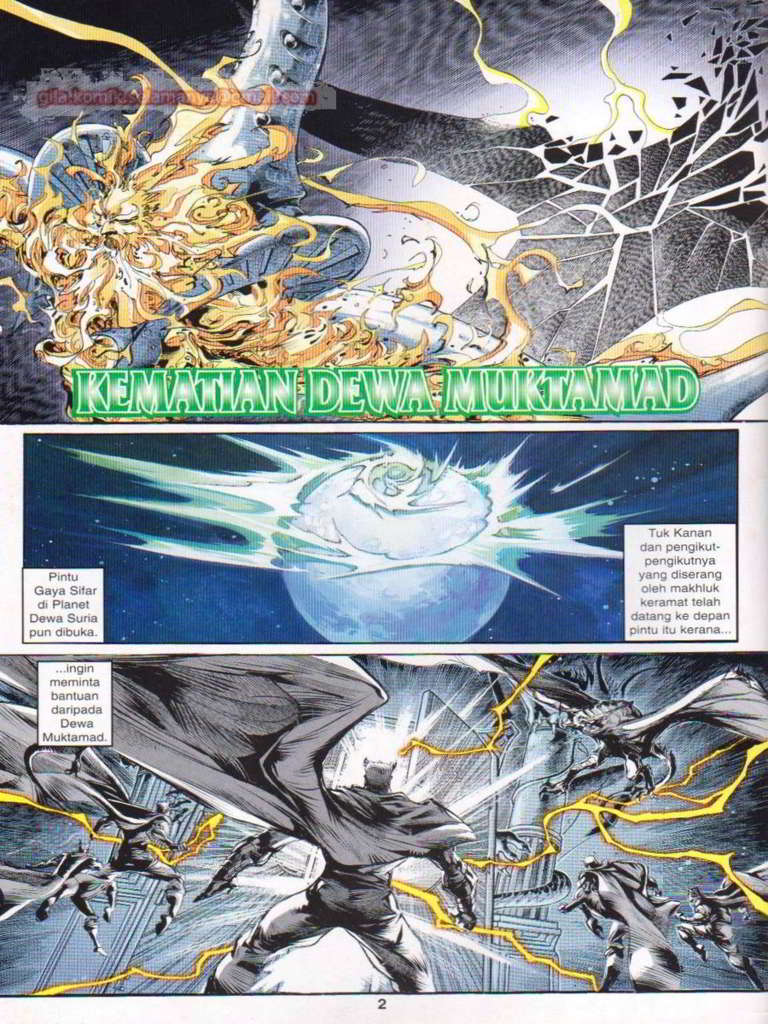 KEMATIAN DEWA MUKTAMAD
Pintu
Gaya Sifar
di Planet
Dewa Suria
pun dibuka.
Tuk Kanan
dan pengikut-
pengikutnya
yang diserang
oleh makhluk
keramat telah
datang ke depan
pintu itu kerana...
...ingin
meminta
bantuan
daripada
Dewa
Muktamad.
2